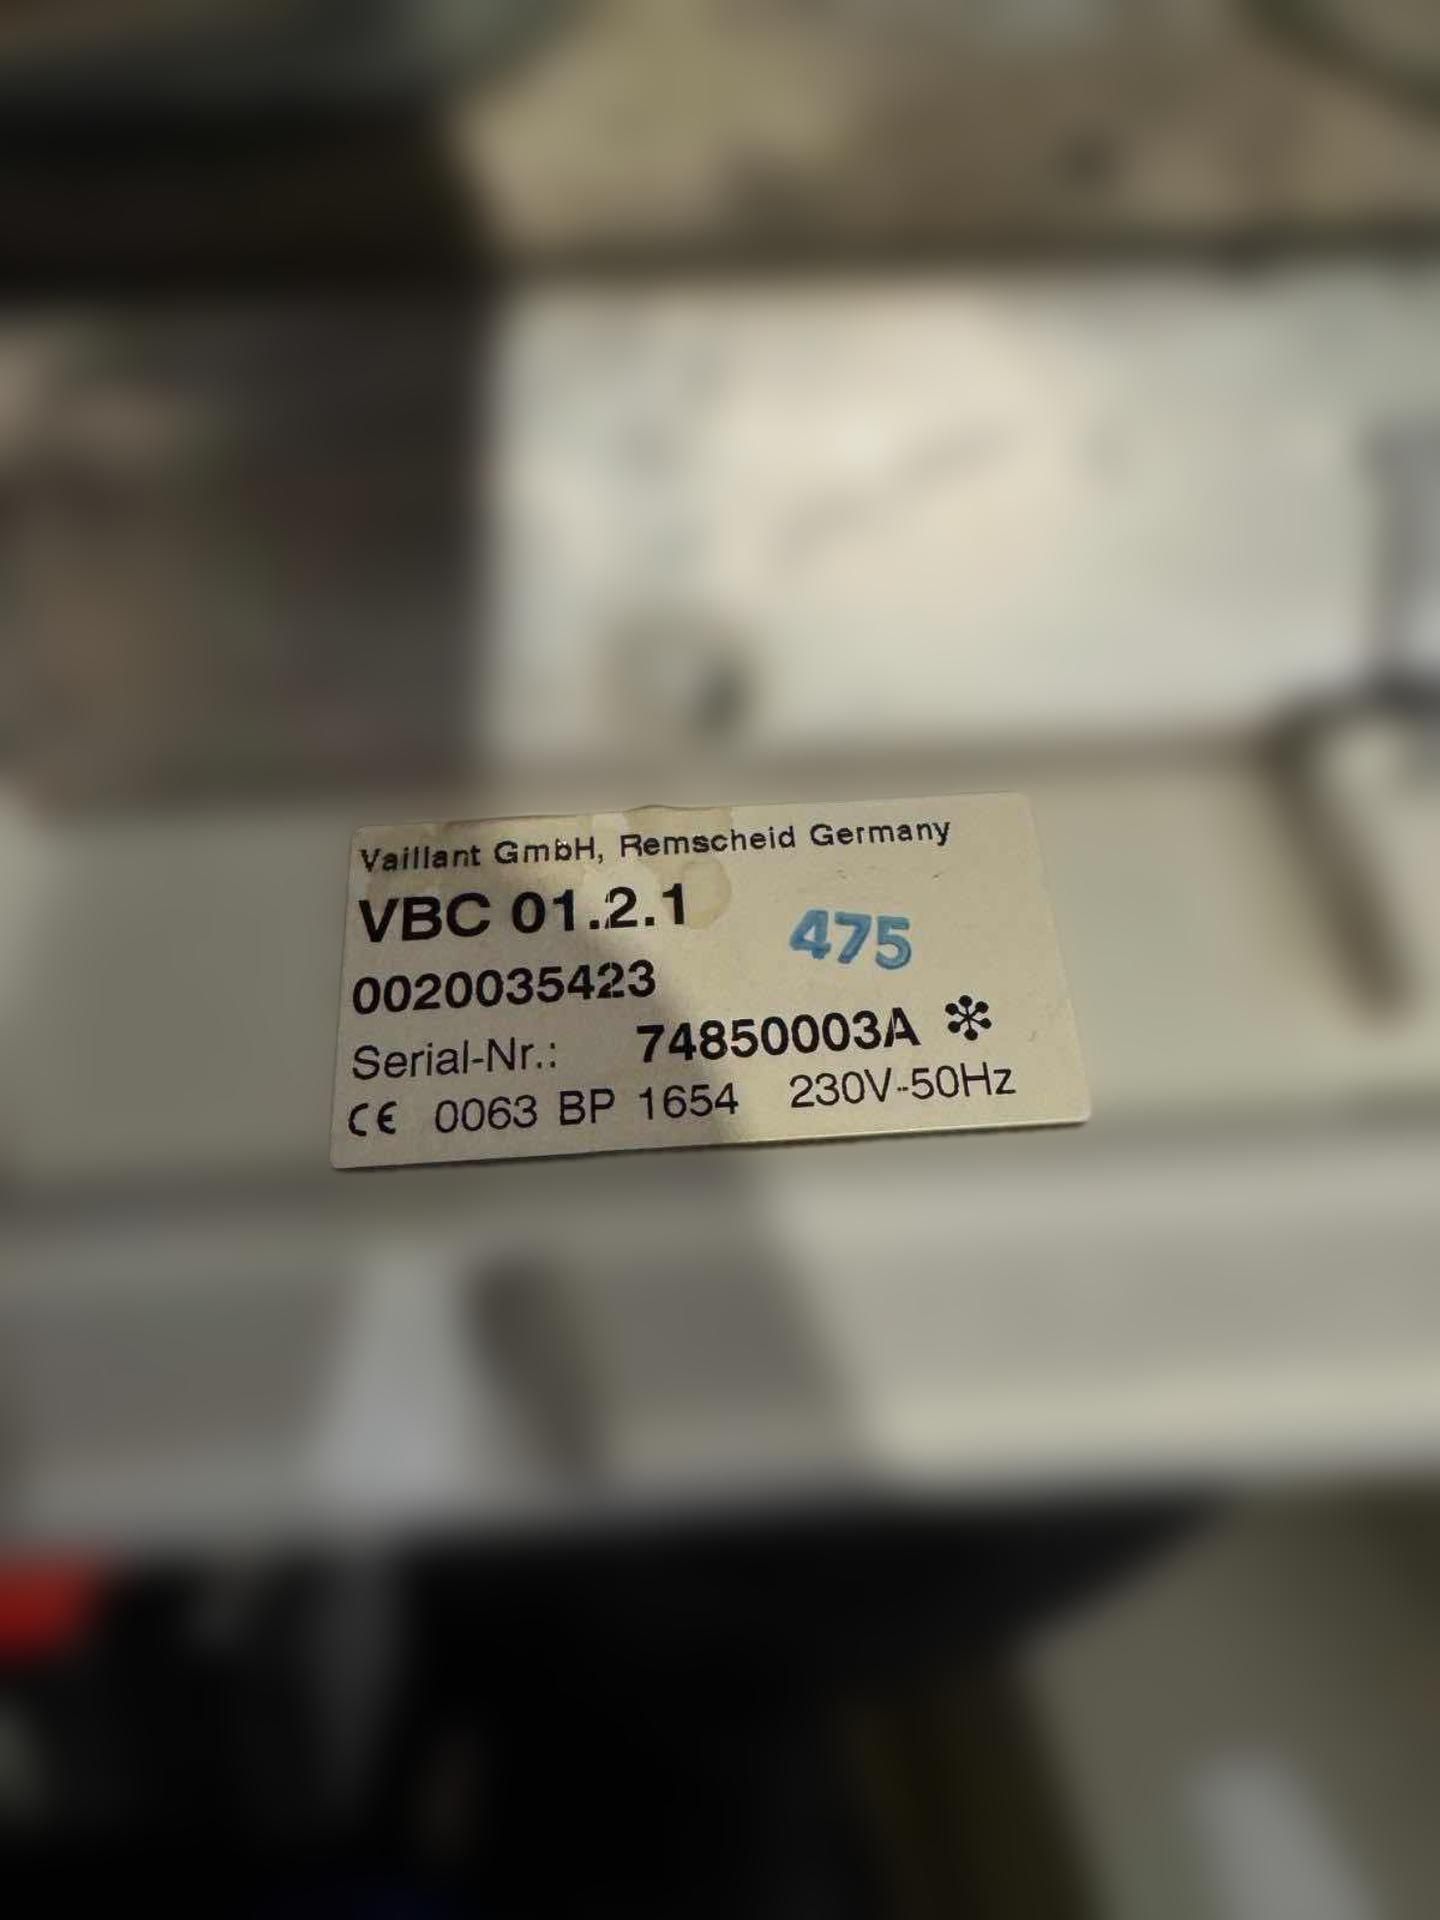 Vaillant GmbH, Remscheid Germany
VBC 01.2.1
475
0020035423
Serial-Nr.: 74850003A *
CE 0063 BP 1654 230V~50Hz